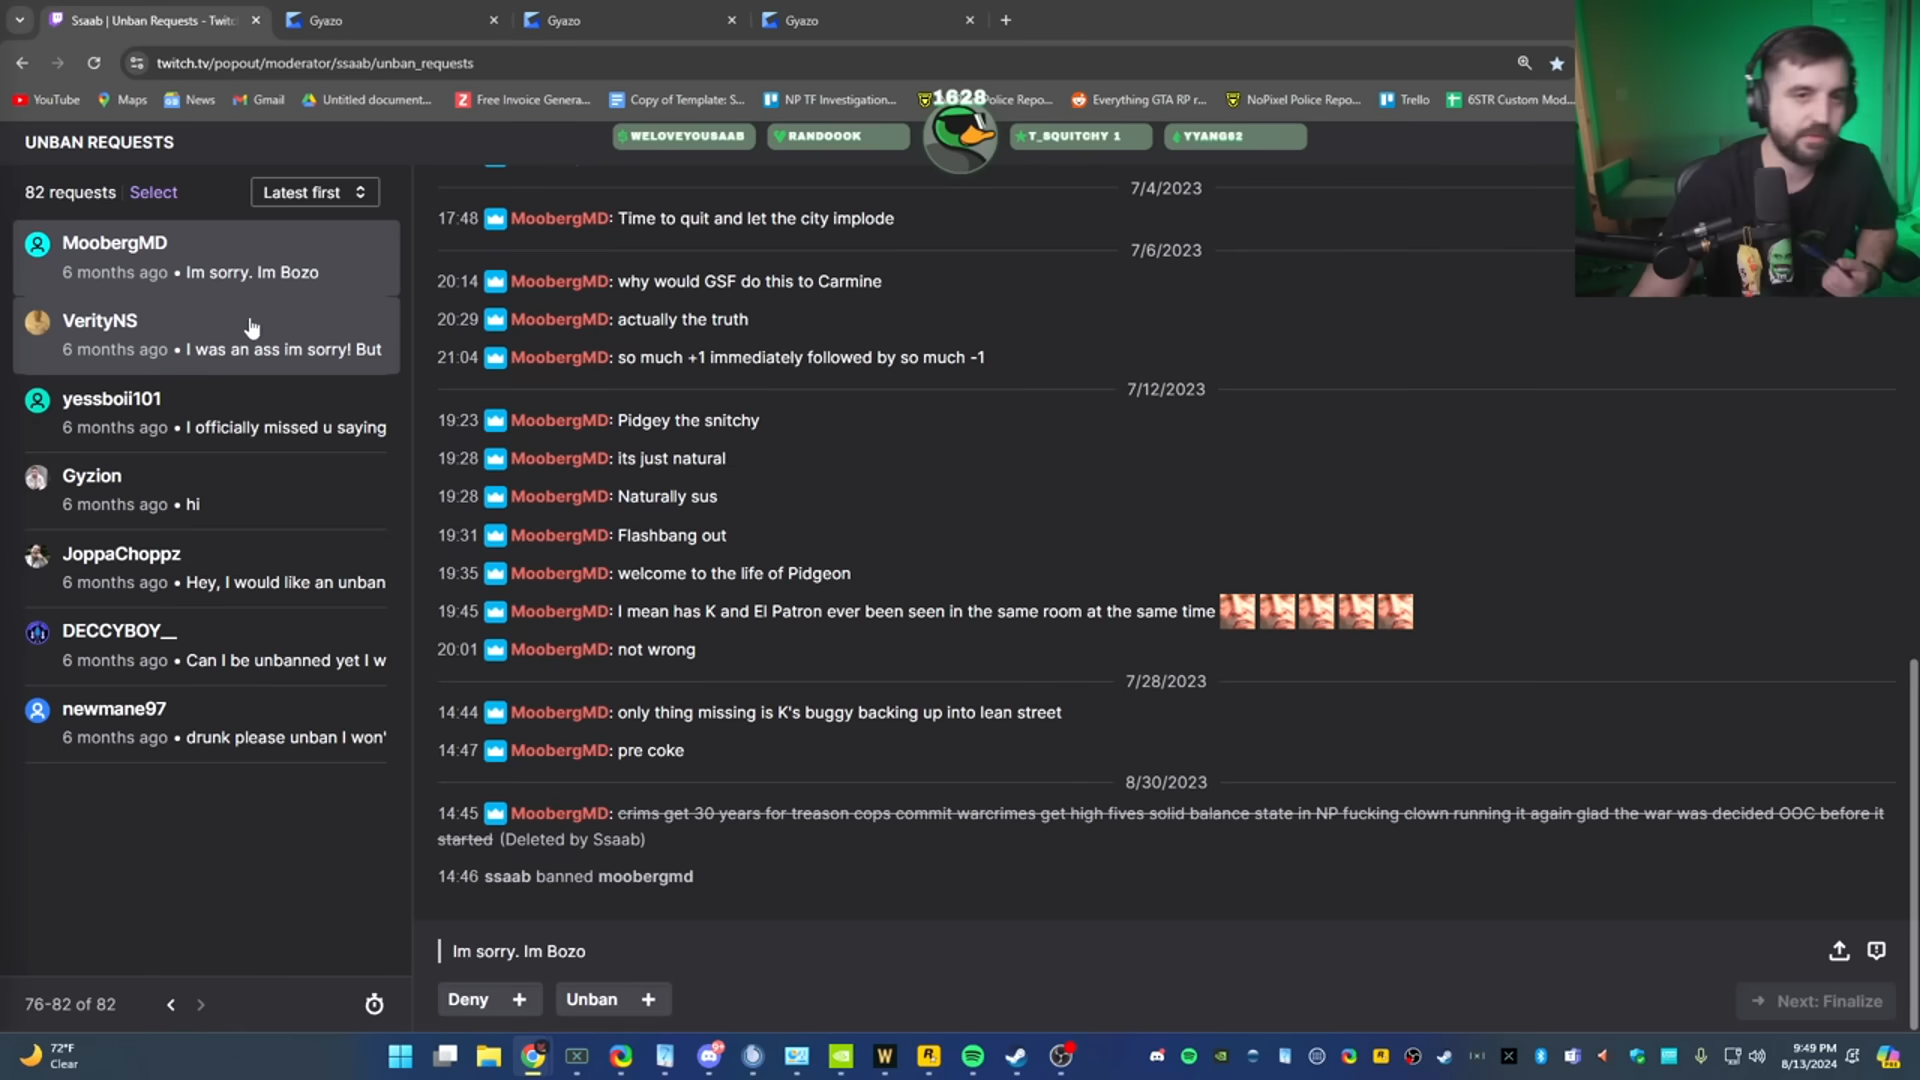 Ssaab | Unban Requests - Twitc
Gyazo
Gyazo
Gyazo
twitch.tv/popout/moderator/ssaab/unban_requests
YouTube
Maps
News
Gmail
Untitled document...
Free Invoice Genera...
Copy of Template: S...
NP TF Investigation...
Police Repo...
Everything GTA RP r...
NoPixel Police Repo...
Trello
6STR Custom Mod...
1628
WELOVEYOUSAAB
RANDOOOK
T_SQUITCHY 1
YYANG62
UNBAN REQUESTS
82 requests
Select
Latest first
MoobergMD
6 months ago • Im sorry. Im Bozo
VerityNS
6 months ago • I was an ass im sorry! But
yessboii101
6 months ago • I officially missed u saying
Gyzion
6 months ago • hi
JoppaChoppz
6 months ago • Hey, I would like an unban
DECCYBOY__
6 months ago • Can I be unbanned yet I w
newmane97
6 months ago • drunk please unban I won'
76-82 of 82
7/4/2023
17:48 MoobergMD: Time to quit and let the city implode
7/6/2023
20:14 MoobergMD: why would GSF do this to Carmine
20:29 MoobergMD: actually the truth
21:04 MoobergMD: so much +1 immediately followed by so much -1
7/12/2023
19:23 MoobergMD: Pidgey the snitchy
19:28 MoobergMD: its just natural
19:28 MoobergMD: Naturally sus
19:31 MoobergMD: Flashbang out
19:35 MoobergMD: welcome to the life of Pidgeon
19:45 MoobergMD: I mean has K and El Patron ever been seen in the same room at the same time
20:01 MoobergMD: not wrong
7/28/2023
14:44 MoobergMD: only thing missing is K's buggy backing up into lean street
14:47 MoobergMD: pre coke
8/30/2023
14:45 MoobergMD: crims get 30 years for treason cops commit warcrimes get high fives solid balance state in NP fucking clown running it again glad the war was decided OOC before it
started (Deleted by Ssaab)
14:46 ssaab banned moobergmd
Im sorry. Im Bozo
Deny +
Unban +
Next: Finalize
72°F
Clear
9:49 PM
8/13/2024